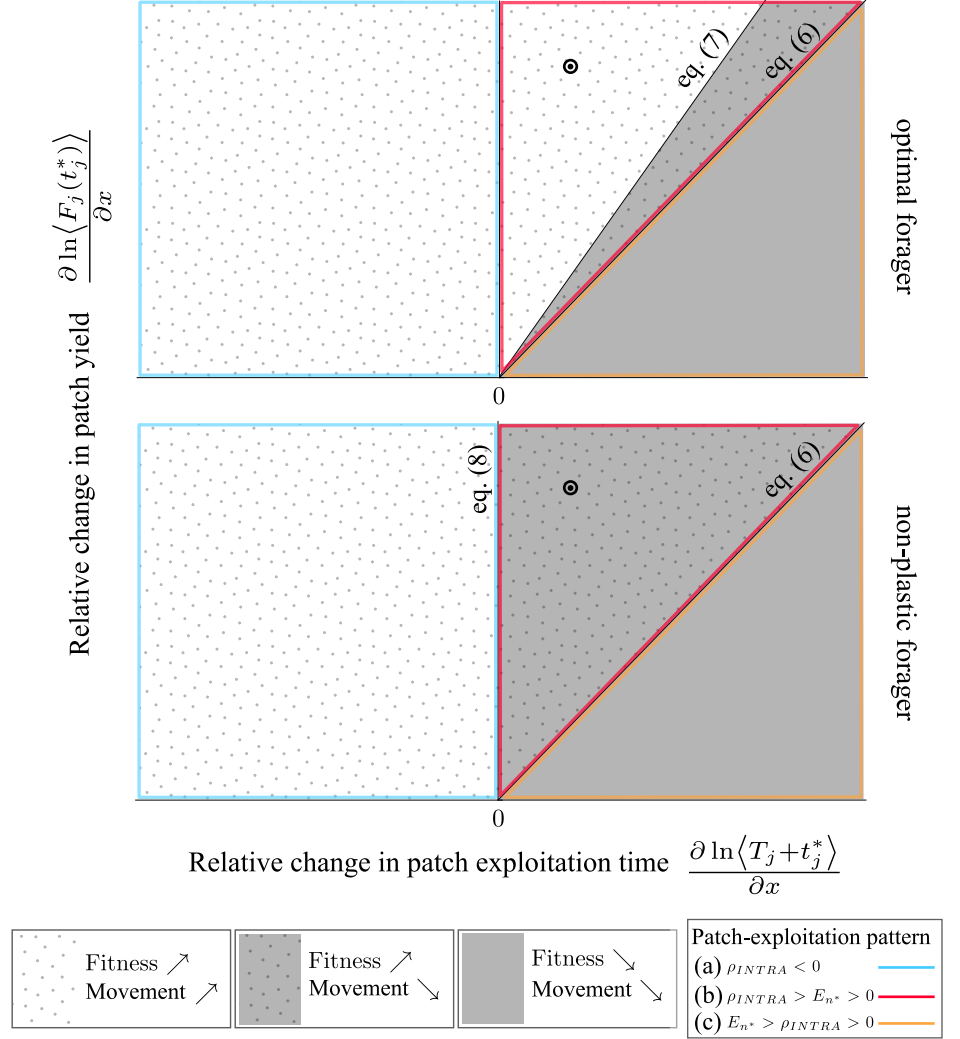 eq. (7)
eq. (6)
optimal forager
0
∂ ln⟨F_j(t_j^*)⟩ / ∂x
Relative change in patch yield
eq. (8)
eq. (6)
non-plastic forager
0
Relative change in patch exploitation time ∂ ln⟨T_j+t_j^*⟩ / ∂x
Fitness ↗
Movement ↗
Fitness ↗
Movement ↘
Fitness ↘
Movement ↘
Patch-exploitation pattern
(a) ρ_INTRA < 0
(b) ρ_INTRA > E_n* > 0
(c) E_n* > ρ_INTRA > 0